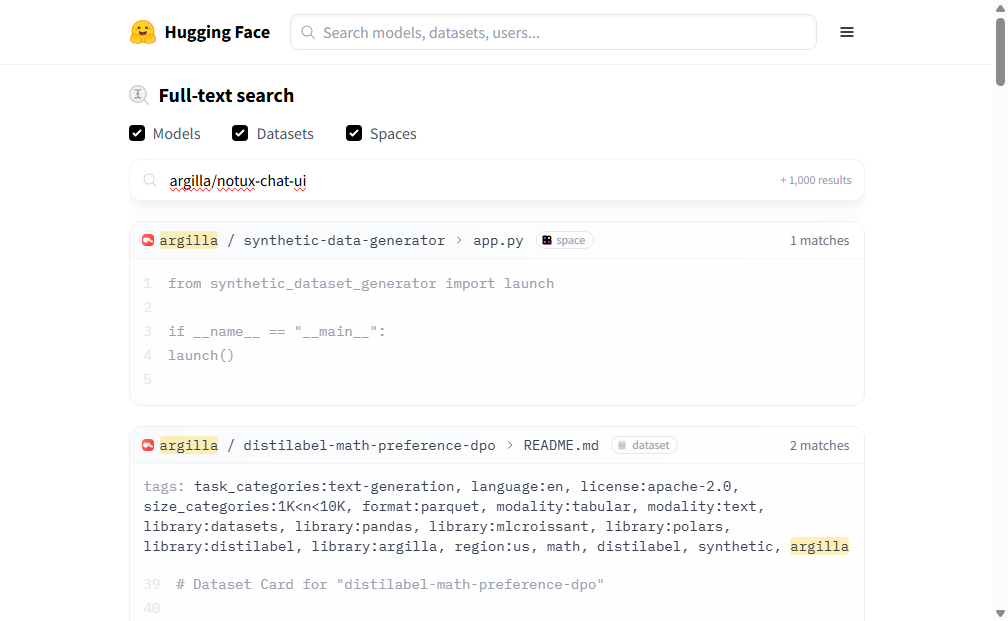 Hugging Face
Search models, datasets, users...
Full-text search
Models Datasets Spaces
argilla/notux-chat-ui
+ 1,000 results
argilla / synthetic-data-generator > app.py space 1 matches
1 from synthetic_dataset_generator import launch
2
3 if __name__ == "__main__":
4 launch()
5
argilla / distilabel-math-preference-dpo > README.md dataset 2 matches
tags: task_categories:text-generation, language:en, license:apache-2.0,
size_categories:1K<n<10K, format:parquet, modality:tabular, modality:text,
library:datasets, library:pandas, library:mlcroissant, library:polars,
library:distilabel, library:argilla, region:us, math, distilabel, synthetic, argilla
39 # Dataset Card for "distilabel-math-preference-dpo"
40